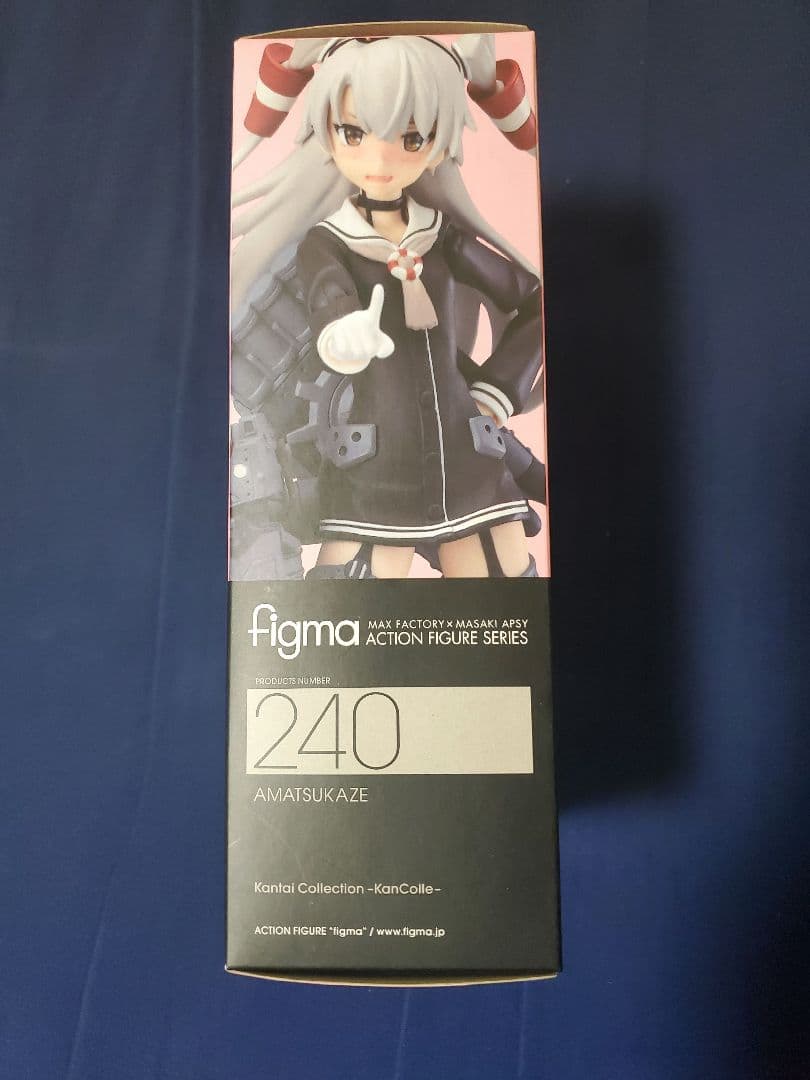 figma MAX FACTORY × MASAKI APSY
ACTION FIGURE SERIES
PRODUCTS NUMBER
240
AMATSUKAZE
Kantai Collection -KanColle-
ACTION FIGURE "figma" / www.figma.jp